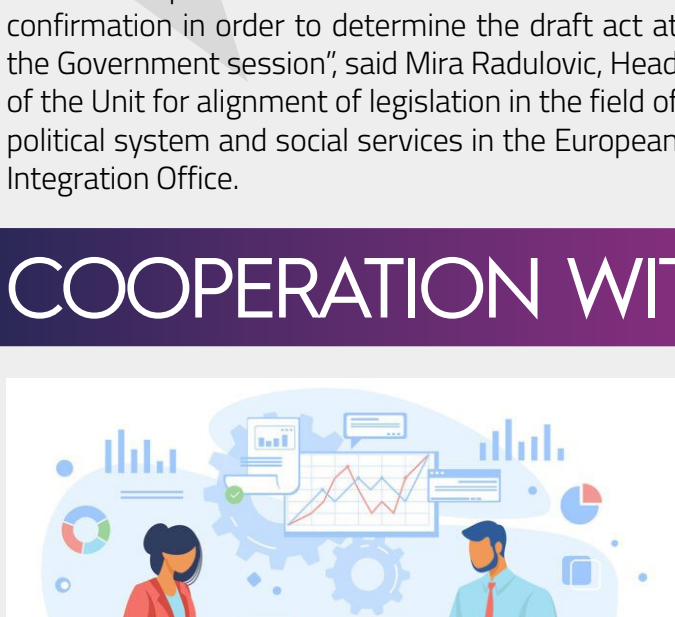 confirmation in order to determine the draft act at
the Government session”, said Mira Radulovic, Head
of the Unit for alignment of legislation in the field of
political system and social services in the European
Integration Office.
COOPERATION WIT